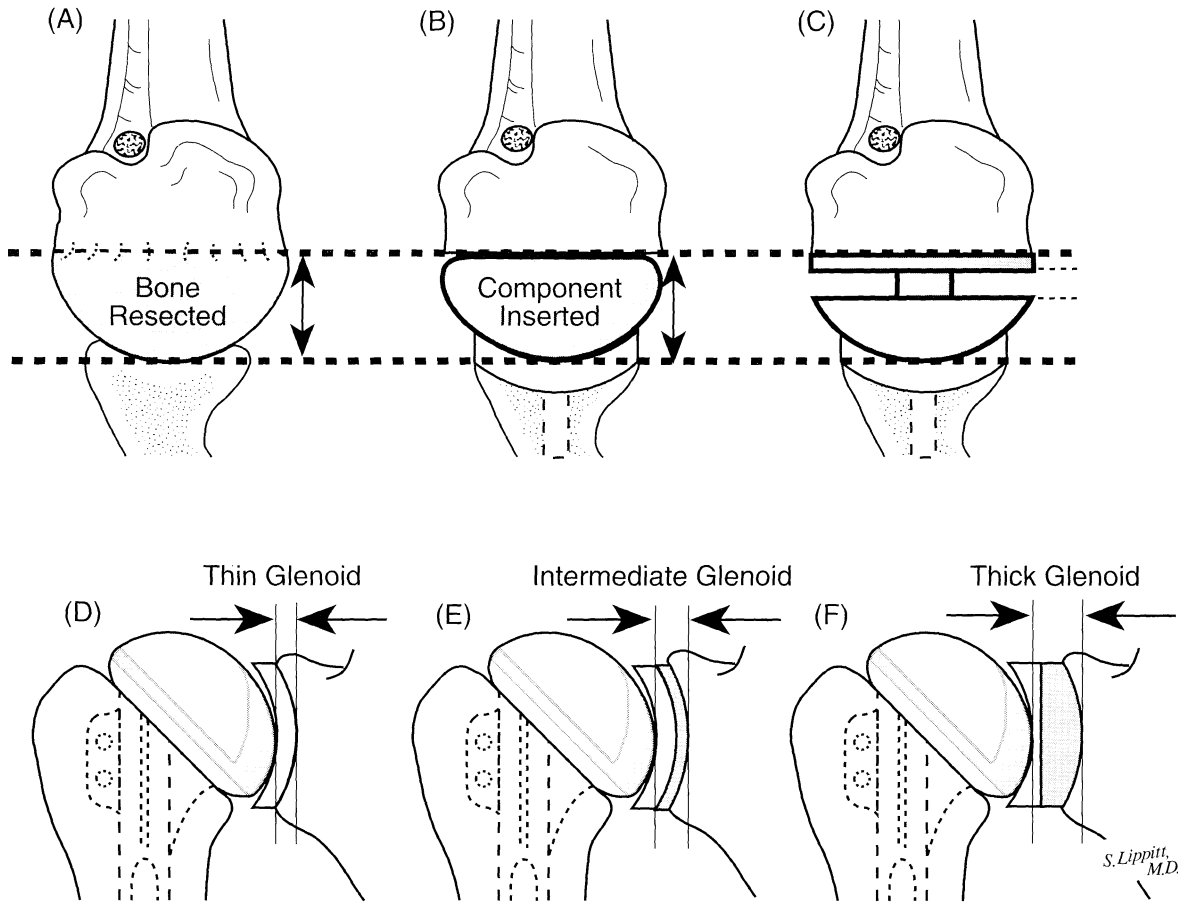 (A)
(B)
(C)
Bone
Resected
Component
Inserted
Thin Glenoid
Intermediate Glenoid
Thick Glenoid
(D)
(E)
(F)
S. Lippitt,
M.D.